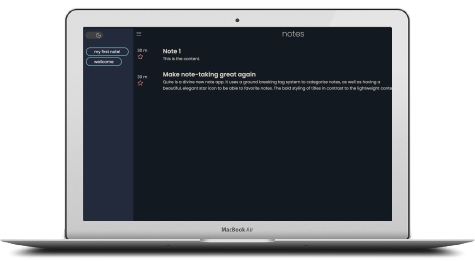 notes
my first note!
wellcome
30 m
Note 1
This is the content.
30 m
Make note-taking great again
Quire is a divine new note app. It uses a ground breaking tag system to categorize notes, as well as having a
beautiful, elegant star icon to be able to favorite notes. The bold styling of titles in contrast to the lightweight conte
MacBook Air